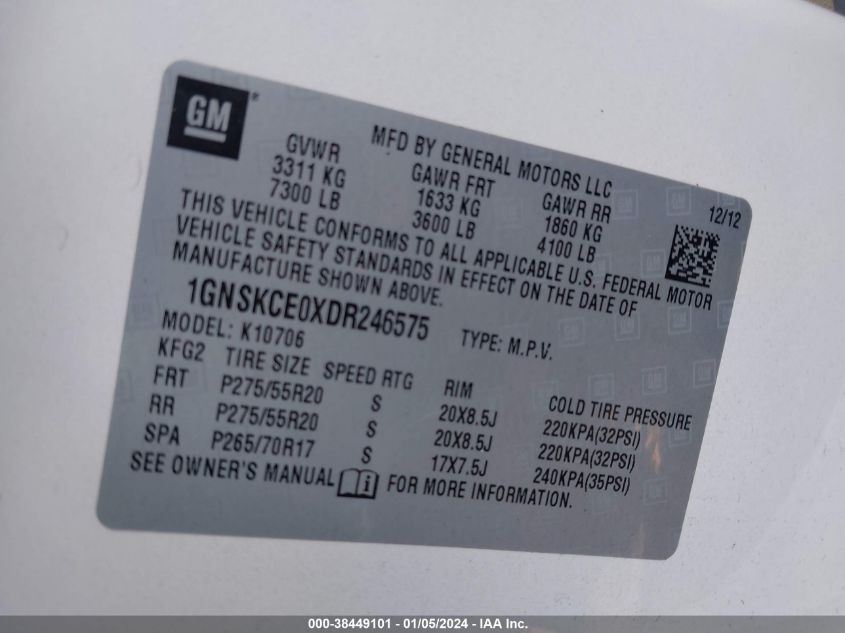 GM
MFD BY GENERAL MOTORS LLC
GVWR GAWR FRT GAWR RR 12/12
3311 KG 1633 KG 1860 KG
7300 LB 3600 LB 4100 LB
THIS VEHICLE CONFORMS TO ALL APPLICABLE U.S. FEDERAL MOTOR
VEHICLE SAFETY STANDARDS IN EFFECT ON THE DATE OF
MANUFACTURE SHOWN ABOVE.
1GNSKCE0XDR246575 TYPE: M.P.V.
MODEL: K10706
KFG2 TIRE SIZE SPEED RTG RIM COLD TIRE PRESSURE
FRT P275/55R20 S 20X8.5J 220KPA(32PSI)
RR P275/55R20 S 20X8.5J 220KPA(32PSI)
SPA P265/70R17 S 17X7.5J 240KPA(35PSI)
SEE OWNER'S MANUAL i FOR MORE INFORMATION.
000-38449101 - 01/05/2024 - IAA Inc.